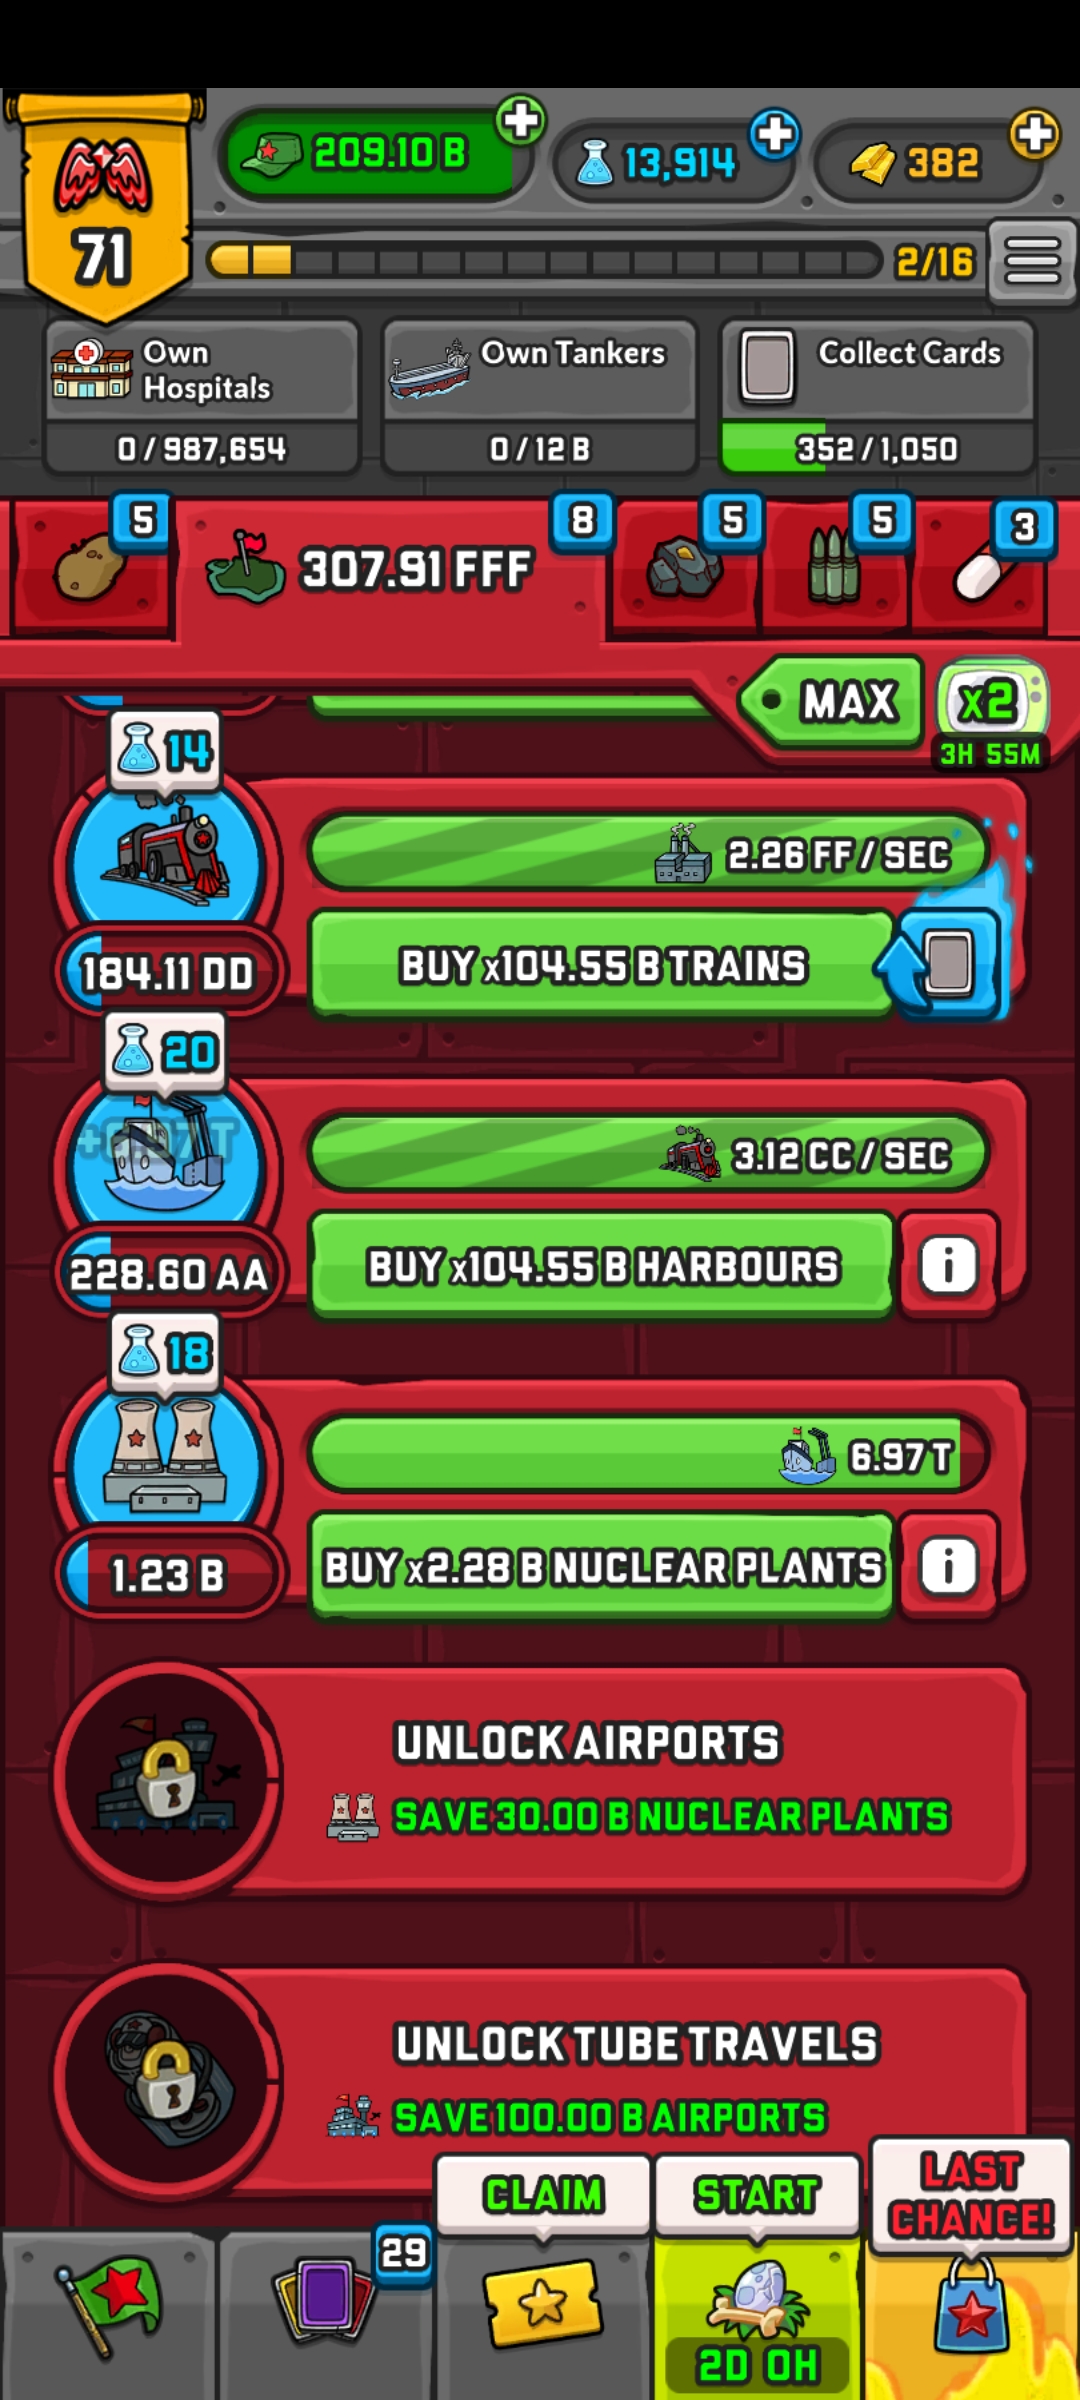 209.10 B
13,914
382
71
2/16
Own Hospitals
0 / 987,654
Own Tankers
0 / 12 B
Collect Cards
352 / 1,050
5
307.91 FFF
8
5
5
3
MAX
x2
3H 55M
14
2.26 FF / SEC
184.11 DD
BUY x104.55 B TRAINS
20
3.12 CC / SEC
228.60 AA
BUY x104.55 B HARBOURS
18
6.97 T
1.23 B
BUY x2.28 B NUCLEAR PLANTS
UNLOCK AIRPORTS
SAVE 30.00 B NUCLEAR PLANTS
UNLOCK TUBE TRAVELS
SAVE 100.00 B AIRPORTS
CLAIM
START
LAST
CHANCE!
29
2D 0H